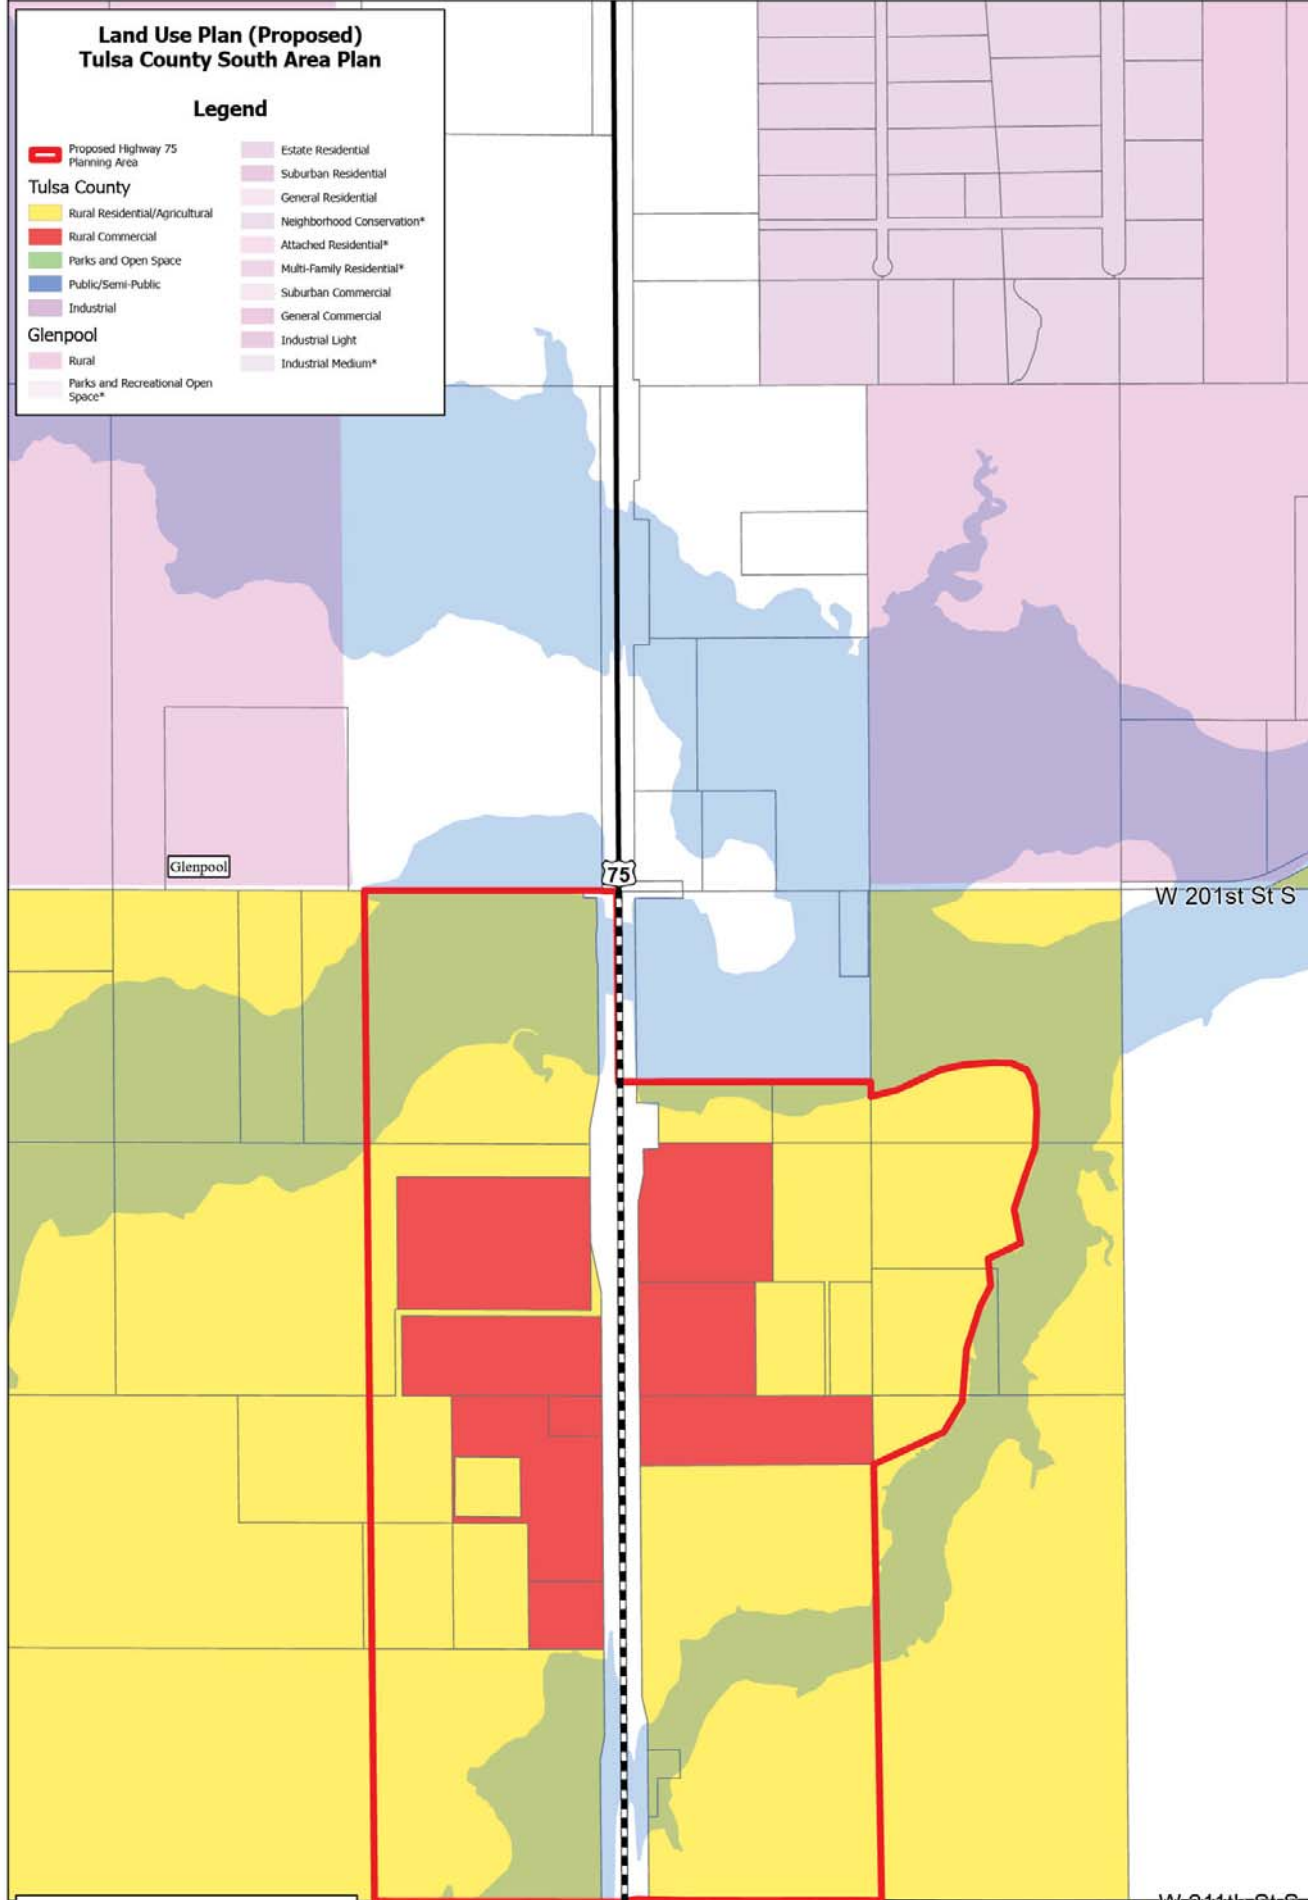 Land Use Plan (Proposed)
Tulsa County South Area Plan
Legend
Proposed Highway 75
Planning Area
Tulsa County
Rural Residential/Agricultural
Rural Commercial
Parks and Open Space
Public/Semi-Public
Industrial
Glenpool
Rural
Parks and Recreational Open
Space*
Estate Residential
Suburban Residential
General Residential
Neighborhood Conservation*
Attached Residential*
Multi-Family Residential*
Suburban Commercial
General Commercial
Industrial Light
Industrial Medium*
Glenpool
75
W 201st St S